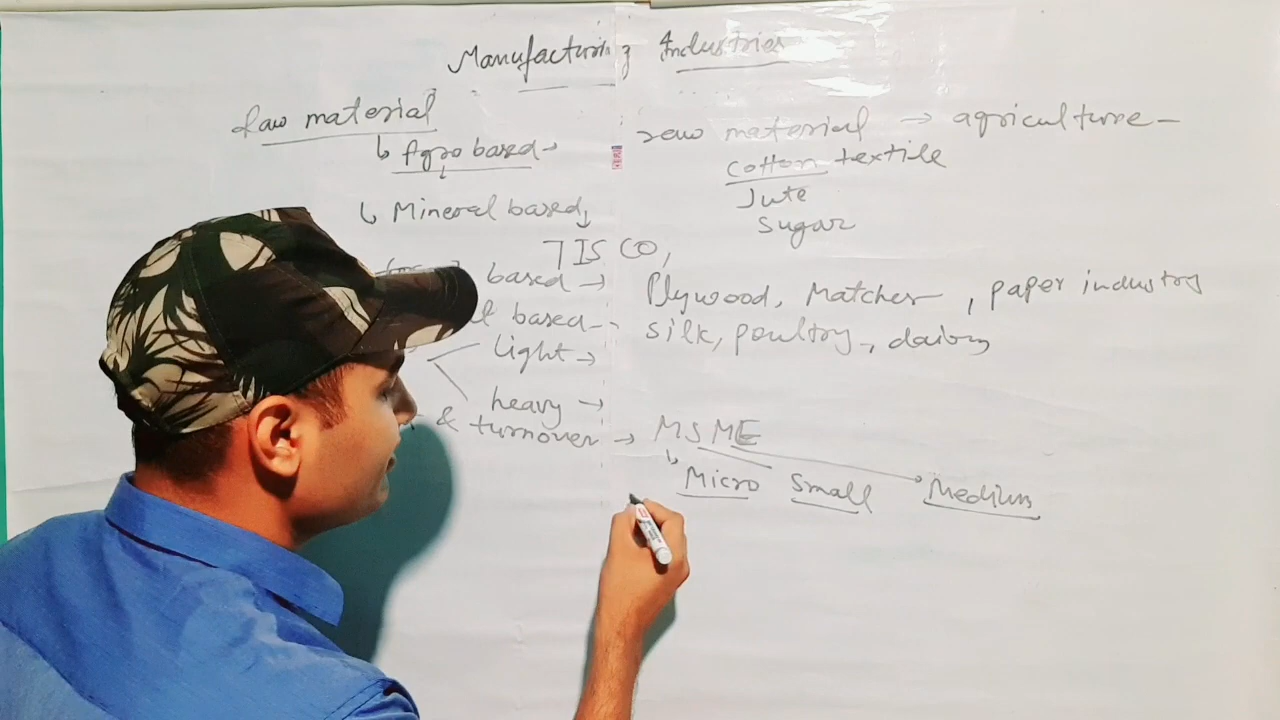 Manufacturing Industries
Raw material
↳ Agro based → raw material → agriculture -
cotton textile
Jute
Sugar
↳ Mineral based,
TISCO,
based → Plywood, Matches, paper industry
based → silk, poultry, dairy
light →
heavy →
& turnover → MSME
↳ Micro Small Medium